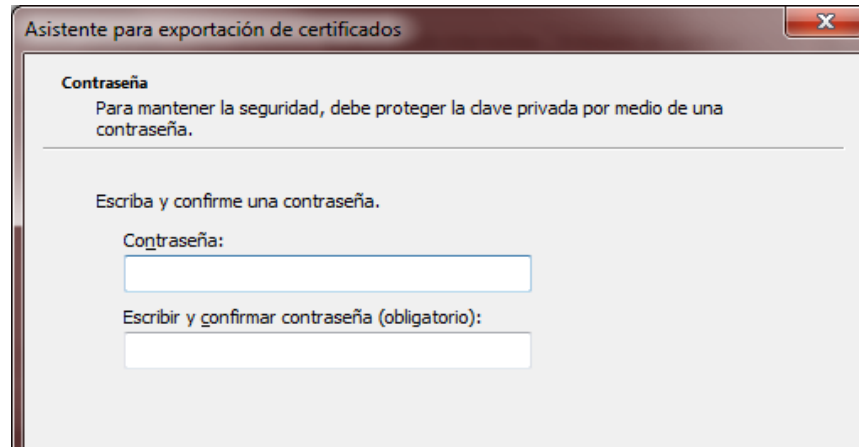 Asistente para exportación de certificados
Contraseña
Para mantener la seguridad, debe proteger la clave privada por medio de una
contraseña.
Escriba y confirme una contraseña.
Contraseña:
Escribir y confirmar contraseña (obligatorio):